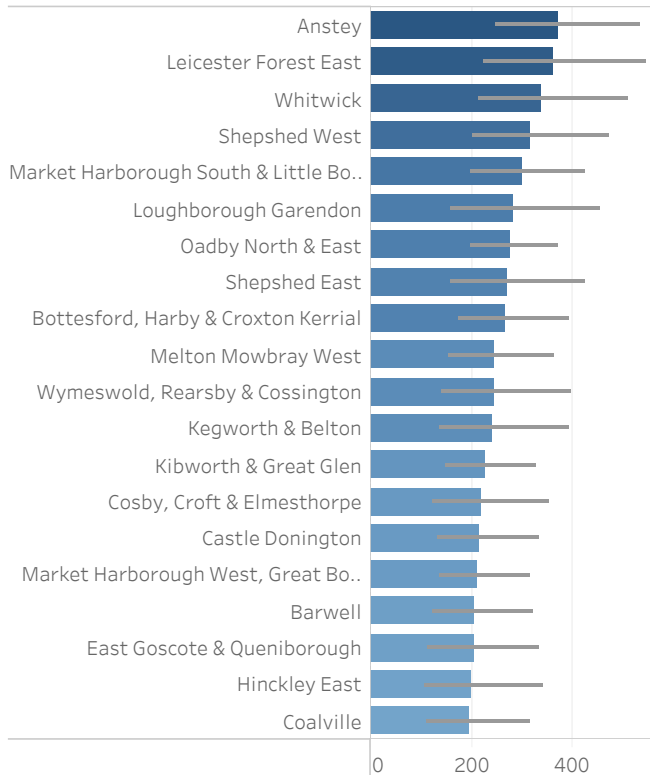 Anstey
Leicester Forest East
Whitwick
Shepshed West
Market Harborough South & Little Bo..
Loughborough Garendon
Oadby North & East
Shepshed East
Bottesford, Harby & Croxton Kerrial
Melton Mowbray West
Wymeswold, Rearsby & Cossington
Kegworth & Belton
Kibworth & Great Glen
Cosby, Croft & Elmesthorpe
Castle Donington
Market Harborough West, Great Bo..
Barwell
East Goscote & Queniborough
Hinckley East
Coalville
0 200 400